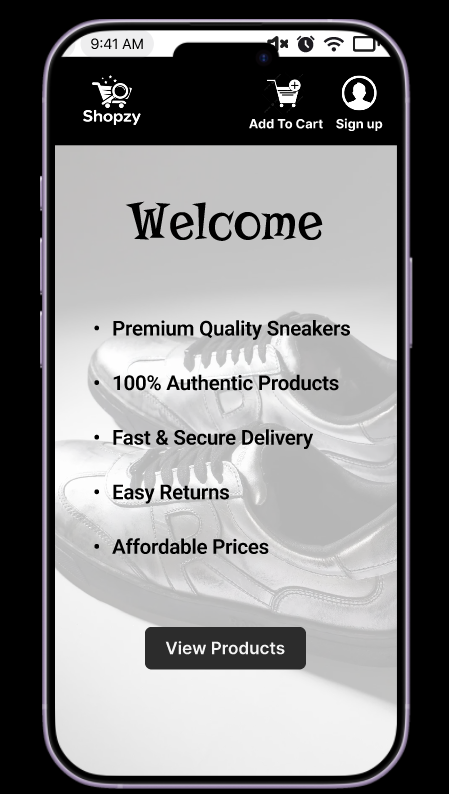 9:41 AM
Shopzy
Add To Cart
Sign up
Welcome
• Premium Quality Sneakers
• 100% Authentic Products
• Fast & Secure Delivery
• Easy Returns
• Affordable Prices
View Products